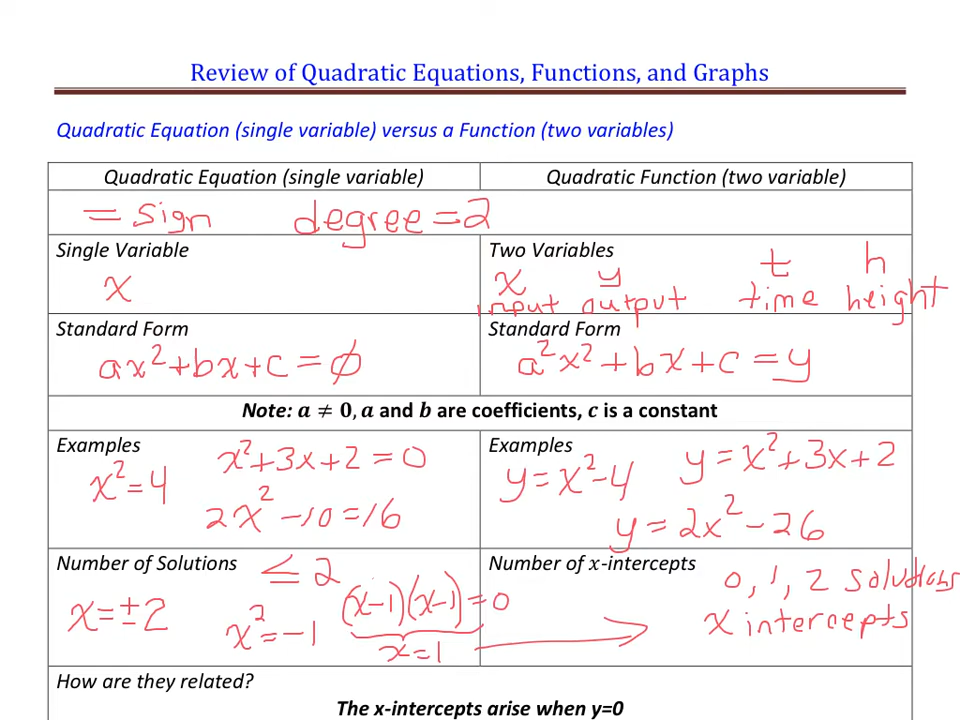 Review of Quadratic Equations, Functions, and Graphs
Quadratic Equation (single variable) versus a Function (two variables)
Quadratic Equation (single variable)
Quadratic Function (two variable)
= sign degree = 2
Single Variable
x
Two Variables
x y t h
input output time height
Standard Form
ax² + bx + c = 0
Standard Form
a²x² + bx + c = y
Note: a ≠ 0, a and b are coefficients, c is a constant
Examples
x² = 4 x² + 3x + 2 = 0
2x² - 10 = 16
Examples
y = x² - 4 y = x² + 3x + 2
y = 2x² - 26
Number of Solutions
≤ 2
x = ± 2 x² = -1 (x-1)(x-1) = 0
x = 1
Number of x-intercepts
0, 1, 2 solutions
x intercepts
How are they related?
The x-intercepts arise when y=0